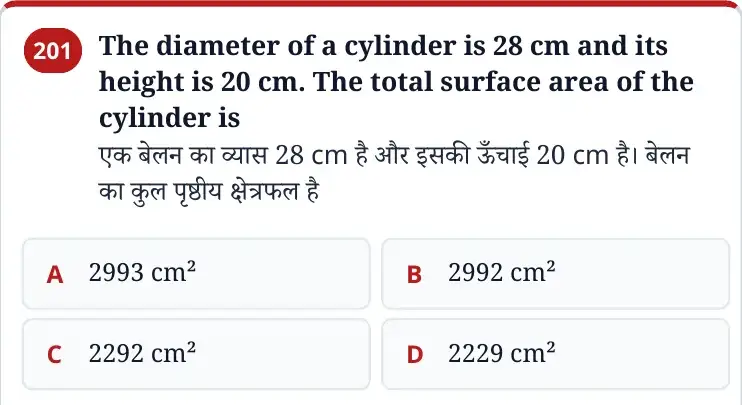 201 The diameter of a cylinder is 28 cm and its
height is 20 cm. The total surface area of the
cylinder is
एक बेलन का व्यास 28 cm है और इसकी ऊँचाई 20 cm है। बेलन
का कुल पृष्ठीय क्षेत्रफल है
A 2993 cm²
B 2992 cm²
C 2292 cm²
D 2229 cm²